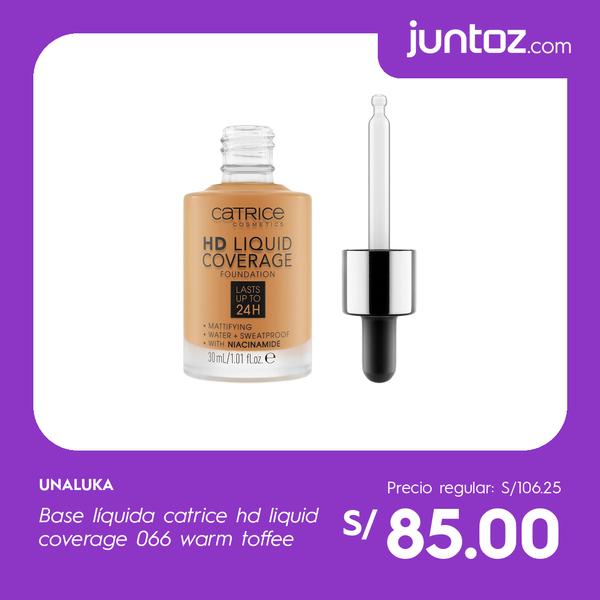 juntoz.com
CATRICE
COSMETICS
HD LIQUID
COVERAGE
FOUNDATION
LASTS
UP TO
24H
• MATTIFYING
• WATER + SWEATPROOF
• WITH NIACINAMIDE
30 mL/1.01 fl.oz. ℮
UNALUKA
Base líquida catrice hd liquid
coverage 066 warm toffee
Precio regular: S/106.25
S/ 85.00